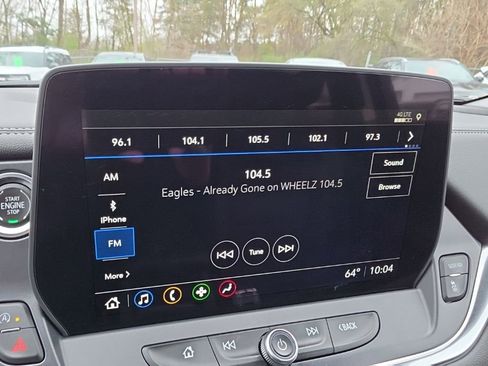 4G LTE
96.1 104.1 105.5 102.1 97.3
AM
104.5
Sound
Eagles - Already Gone on WHEELZ 104.5
Browse
iPhone
FM
Tune
More
64° 10:04
START
ENGINE
STOP
BACK